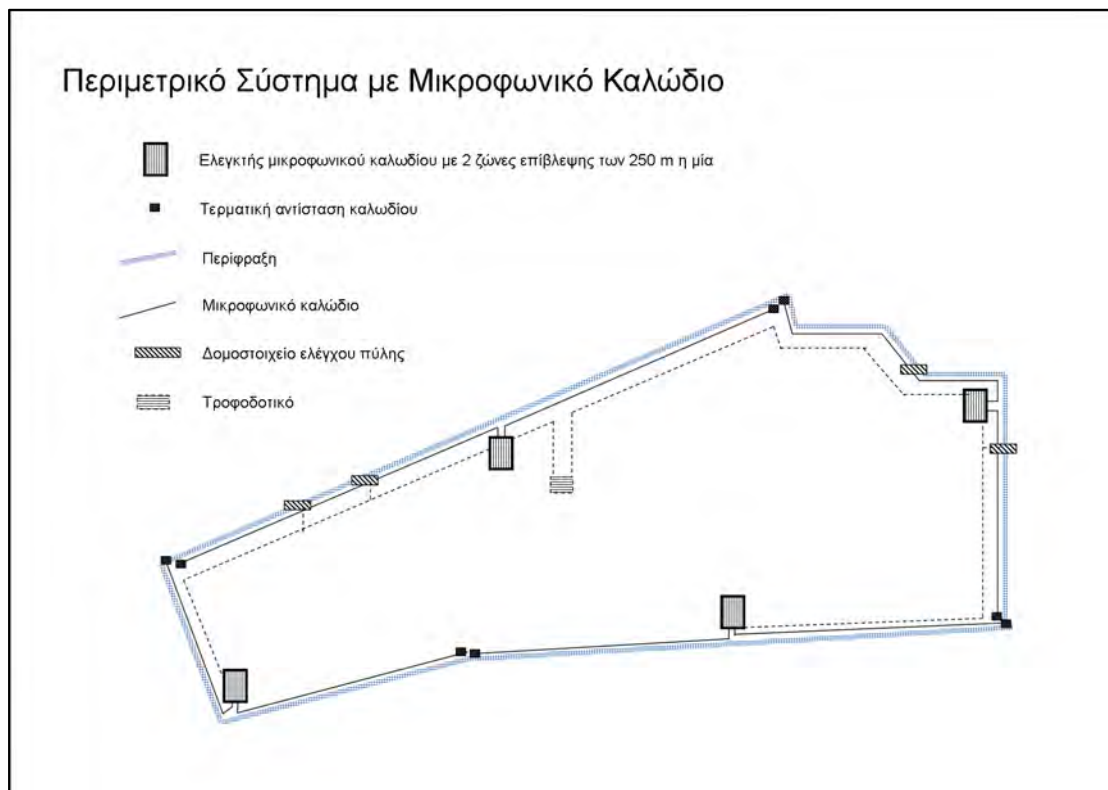 Περιμετρικό Σύστημα με Μικροφωνικό Καλώδιο
Ελεγκτής μικροφωνικού καλωδίου με 2 ζώνες επίβλεψης των 250 m η μία
Τερματική αντίσταση καλωδίου
Περίφραξη
Μικροφωνικό καλώδιο
Δομοστοιχείο ελέγχου πύλης
Τροφοδοτικό